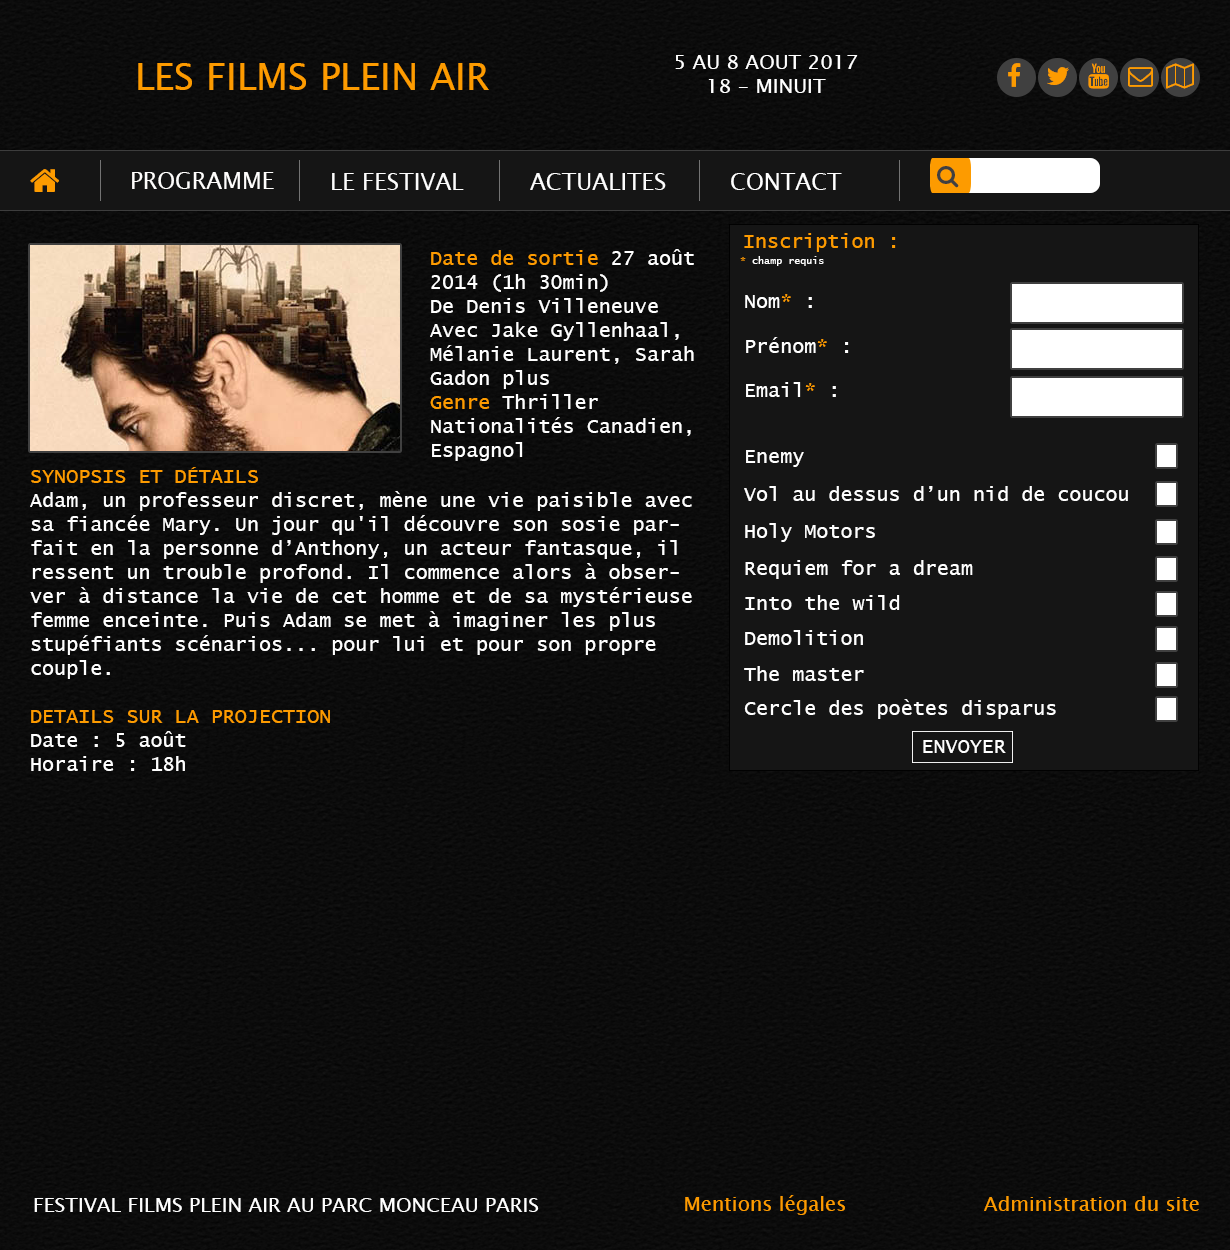 LES FILMS PLEIN AIR
5 AU 8 AOUT 2017
18 – MINUIT
You
Tube
PROGRAMME
LE FESTIVAL
ACTUALITES
CONTACT
Date de sortie 27 août
2014 (1h 30min)
De Denis Villeneuve
Avec Jake Gyllenhaal,
Mélanie Laurent, Sarah
Gadon plus
Genre Thriller
Nationalités Canadien,
Espagnol
SYNOPSIS ET DÉTAILS
Adam, un professeur discret, mène une vie paisible avec
sa fiancée Mary. Un jour qu'il découvre son sosie par-
fait en la personne d’Anthony, un acteur fantasque, il
ressent un trouble profond. Il commence alors à obser-
ver à distance la vie de cet homme et de sa mystérieuse
femme enceinte. Puis Adam se met à imaginer les plus
stupéfiants scénarios... pour lui et pour son propre
couple.
DETAILS SUR LA PROJECTION
Date : 5 août
Horaire : 18h
Inscription :
* champ requis
Nom* :
Prénom* :
Email* :
Enemy
Vol au dessus d’un nid de coucou
Holy Motors
Requiem for a dream
Into the wild
Demolition
The master
Cercle des poètes disparus
ENVOYER
FESTIVAL FILMS PLEIN AIR AU PARC MONCEAU PARIS
Mentions légales
Administration du site